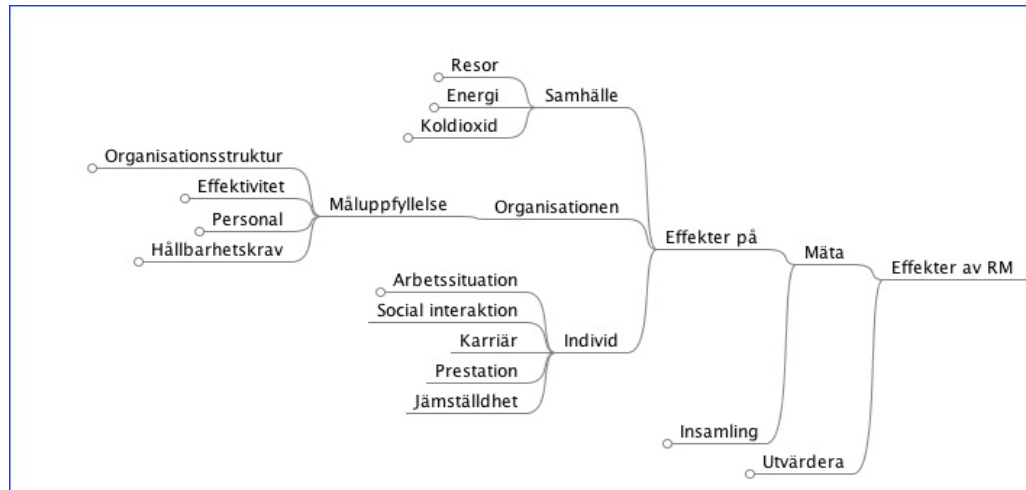 Resor
Samhälle
Energi
Koldioxid
Organisationsstruktur
Effektivitet
Måluppfyllelse
Organisationen
Personal
Effekter på
Hållbarhetskrav
Mäta
Effekter av RM
Arbetssituation
Social interaktion
Karriär
Individ
Prestation
Jämställdhet
Insamling
Utvärdera